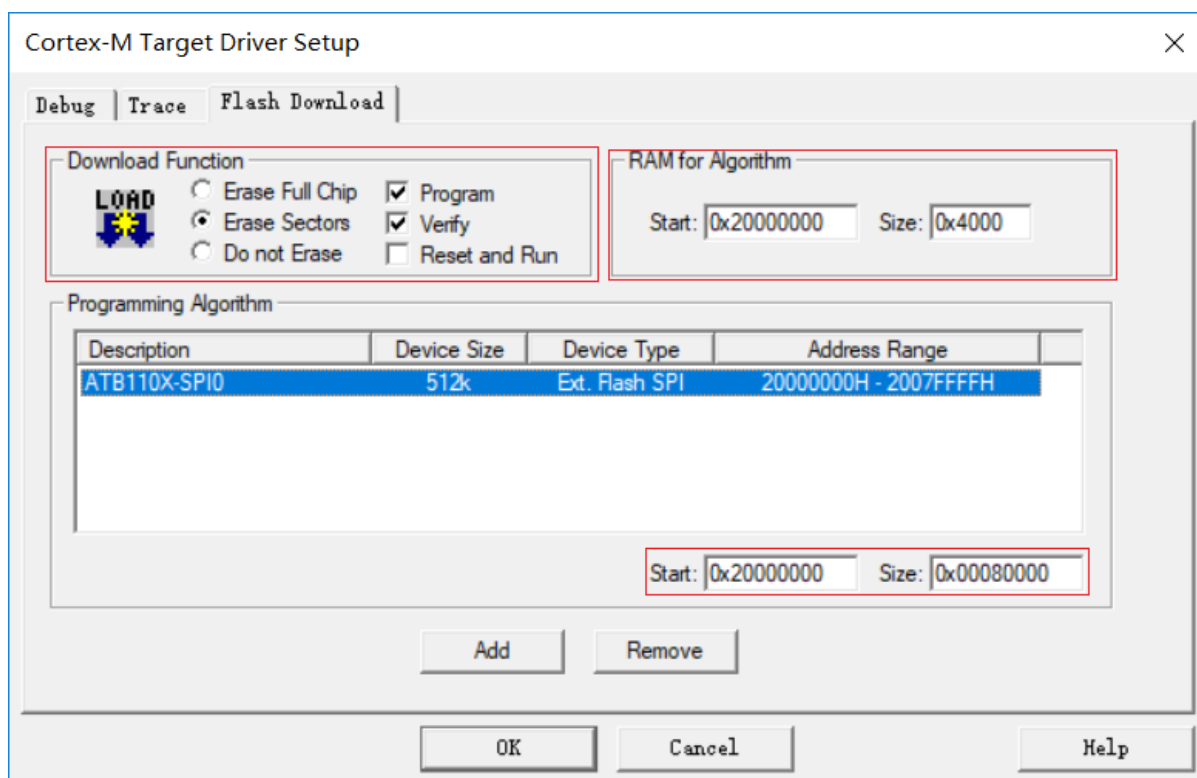 Cortex-M Target Driver Setup
Debug Trace Flash Download
Download Function
LOAD
Erase Full Chip Program
Erase Sectors Verify
Do not Erase Reset and Run
RAM for Algorithm
Start: 0x20000000 Size: 0x4000
Programming Algorithm
Description Device Size Device Type Address Range
ATB110X-SPI0 512k Ext. Flash SPI 20000000H - 2007FFFFH
Start: 0x20000000 Size: 0x00080000
Add Remove
OK Cancel Help